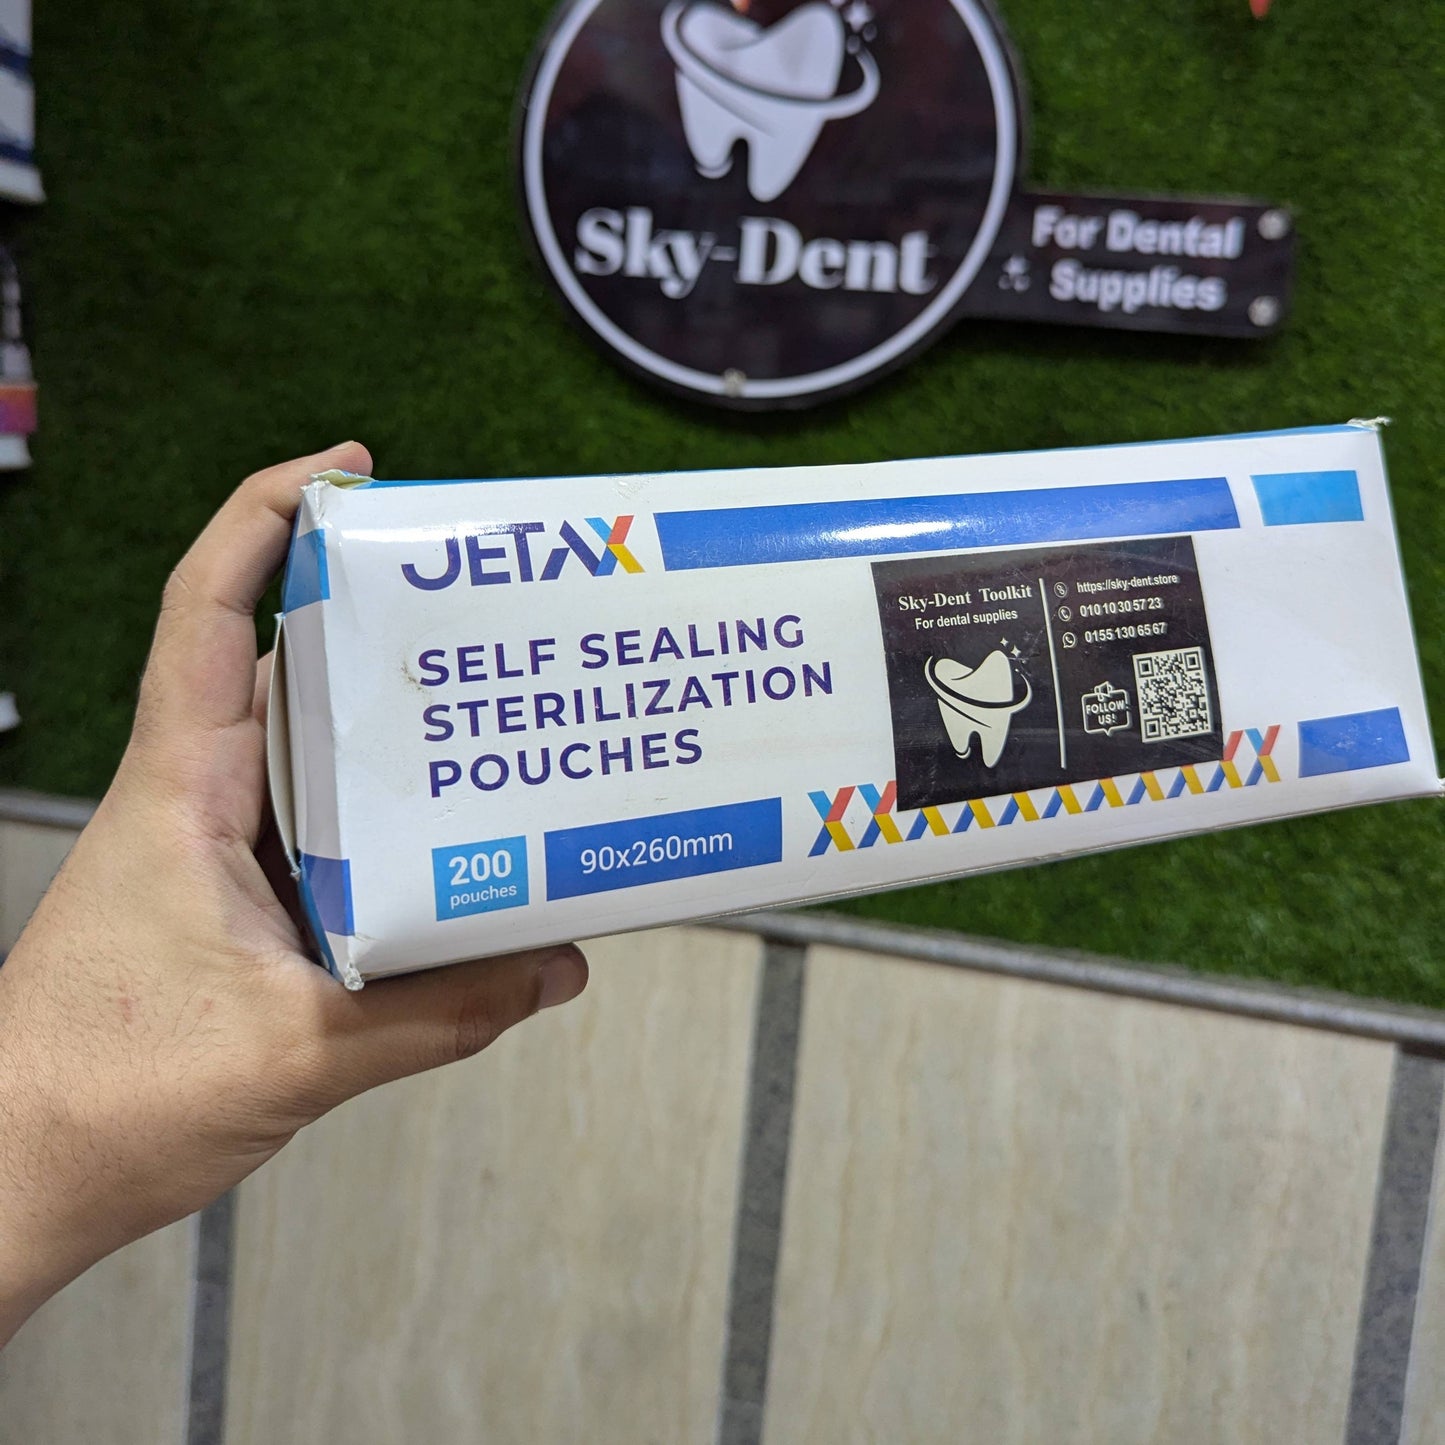 Sky-Dent
For Dental
Supplies
JETAX
SELF SEALING
STERILIZATION
POUCHES
200
pouches
90x260mm
Sky-Dent Toolkit
For dental supplies
https://sky-dent.store
010 10 30 57 23
0155 130 65 67
FOLLOW
US!